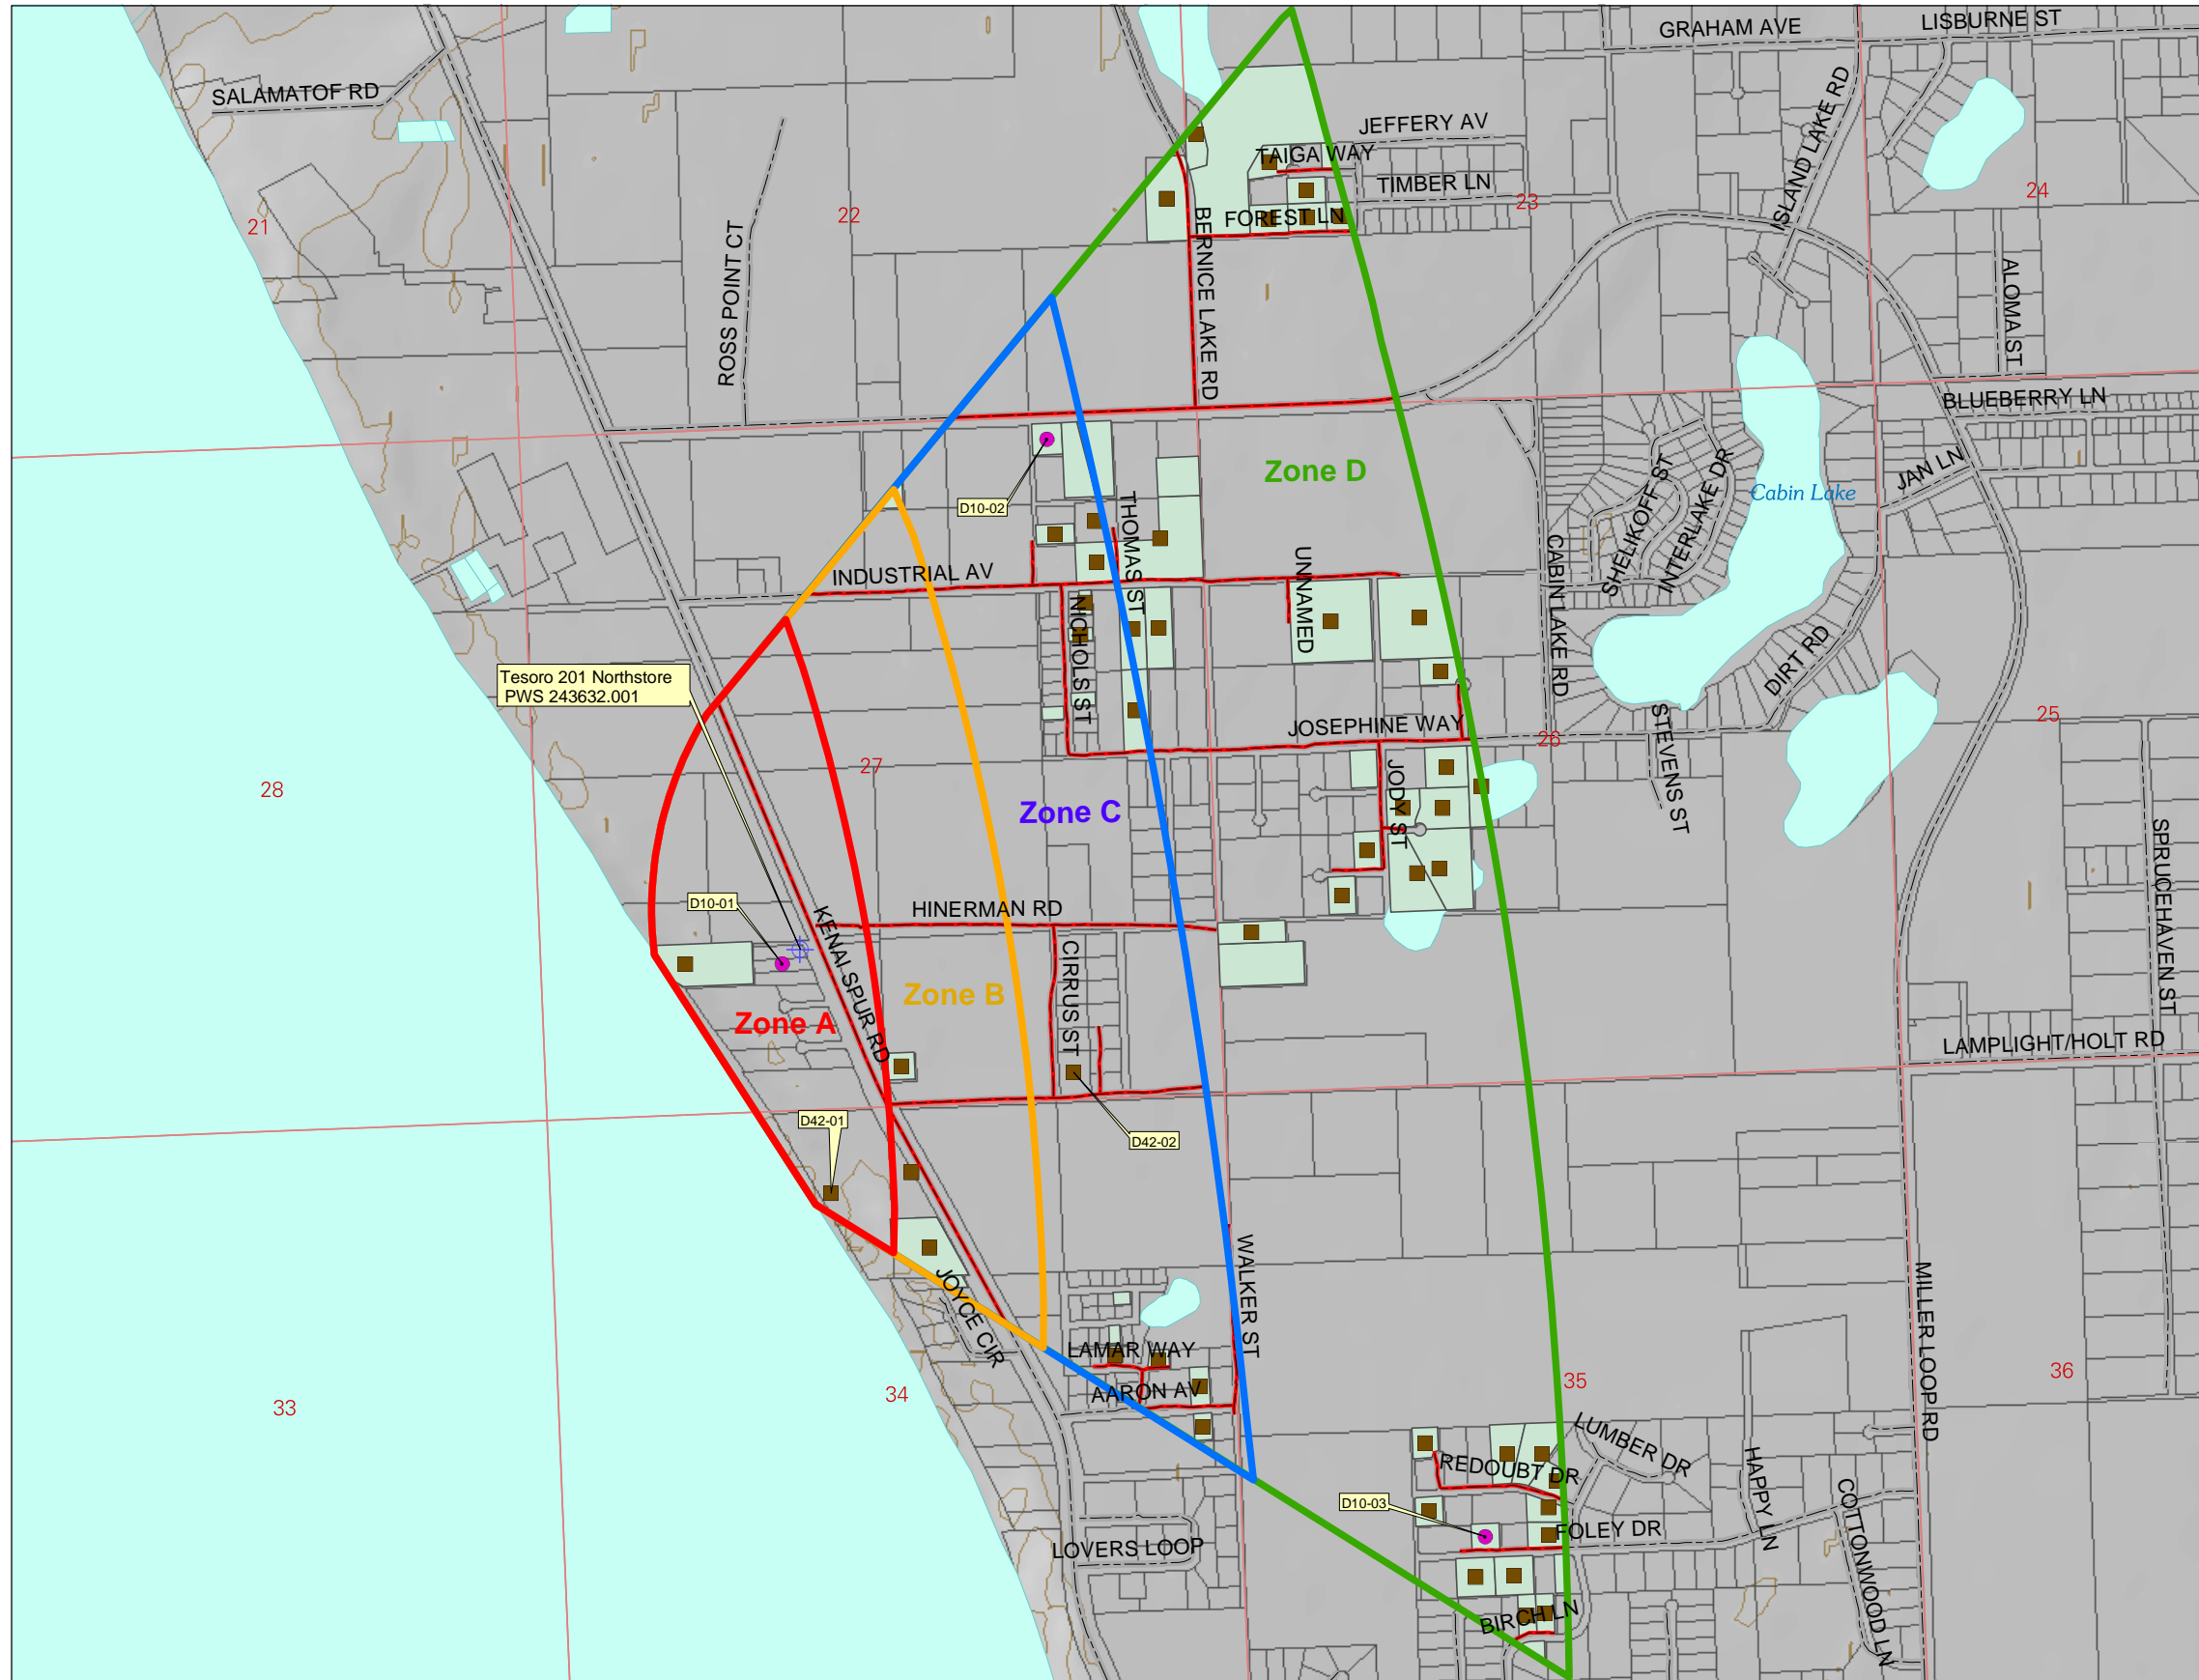 GRAHAM AVE
LISBURNE ST
SALAMATOF RD
ISLAND LAKE RD
JEFFERY AV
TAIGA WAY
TIMBER LN
24
23
22
21
FOREST LN
BERNICE LAKE RD
ROSS POINT CT
ALOMA ST
BLUEBERRY LN
Zone D
JAN LN
Cabin Lake
SHELIKOFF ST
INTERLAKE DR
D10-02
THOMAS ST
INDUSTRIAL AV
UNNAMED
CABIN LAKE RD
NICHOLS ST
DIRT RD
Tesoro 201 Northstore
PWS 243632.001
STEVENS ST
25
JOSEPHINE WAY
26
27
28
JODY ST
Zone C
SPRUCEHAVEN ST
D10-01
HINERMAN RD
KENAI SPUR RD
CIRRUS ST
Zone B
Zone A
LAMPLIGHT/HOLT RD
D42-01
D42-02
WALKER ST
MILLER LOOP RD
JOYCE CIR
LAMAR WAY
AARON AV
36
35
34
33
LUMBER DR
REDOUBT DR
HAPPY LN
COTTONWOOD LN
D10-03
FOLEY DR
LOVERS LOOP
BIRCH LN